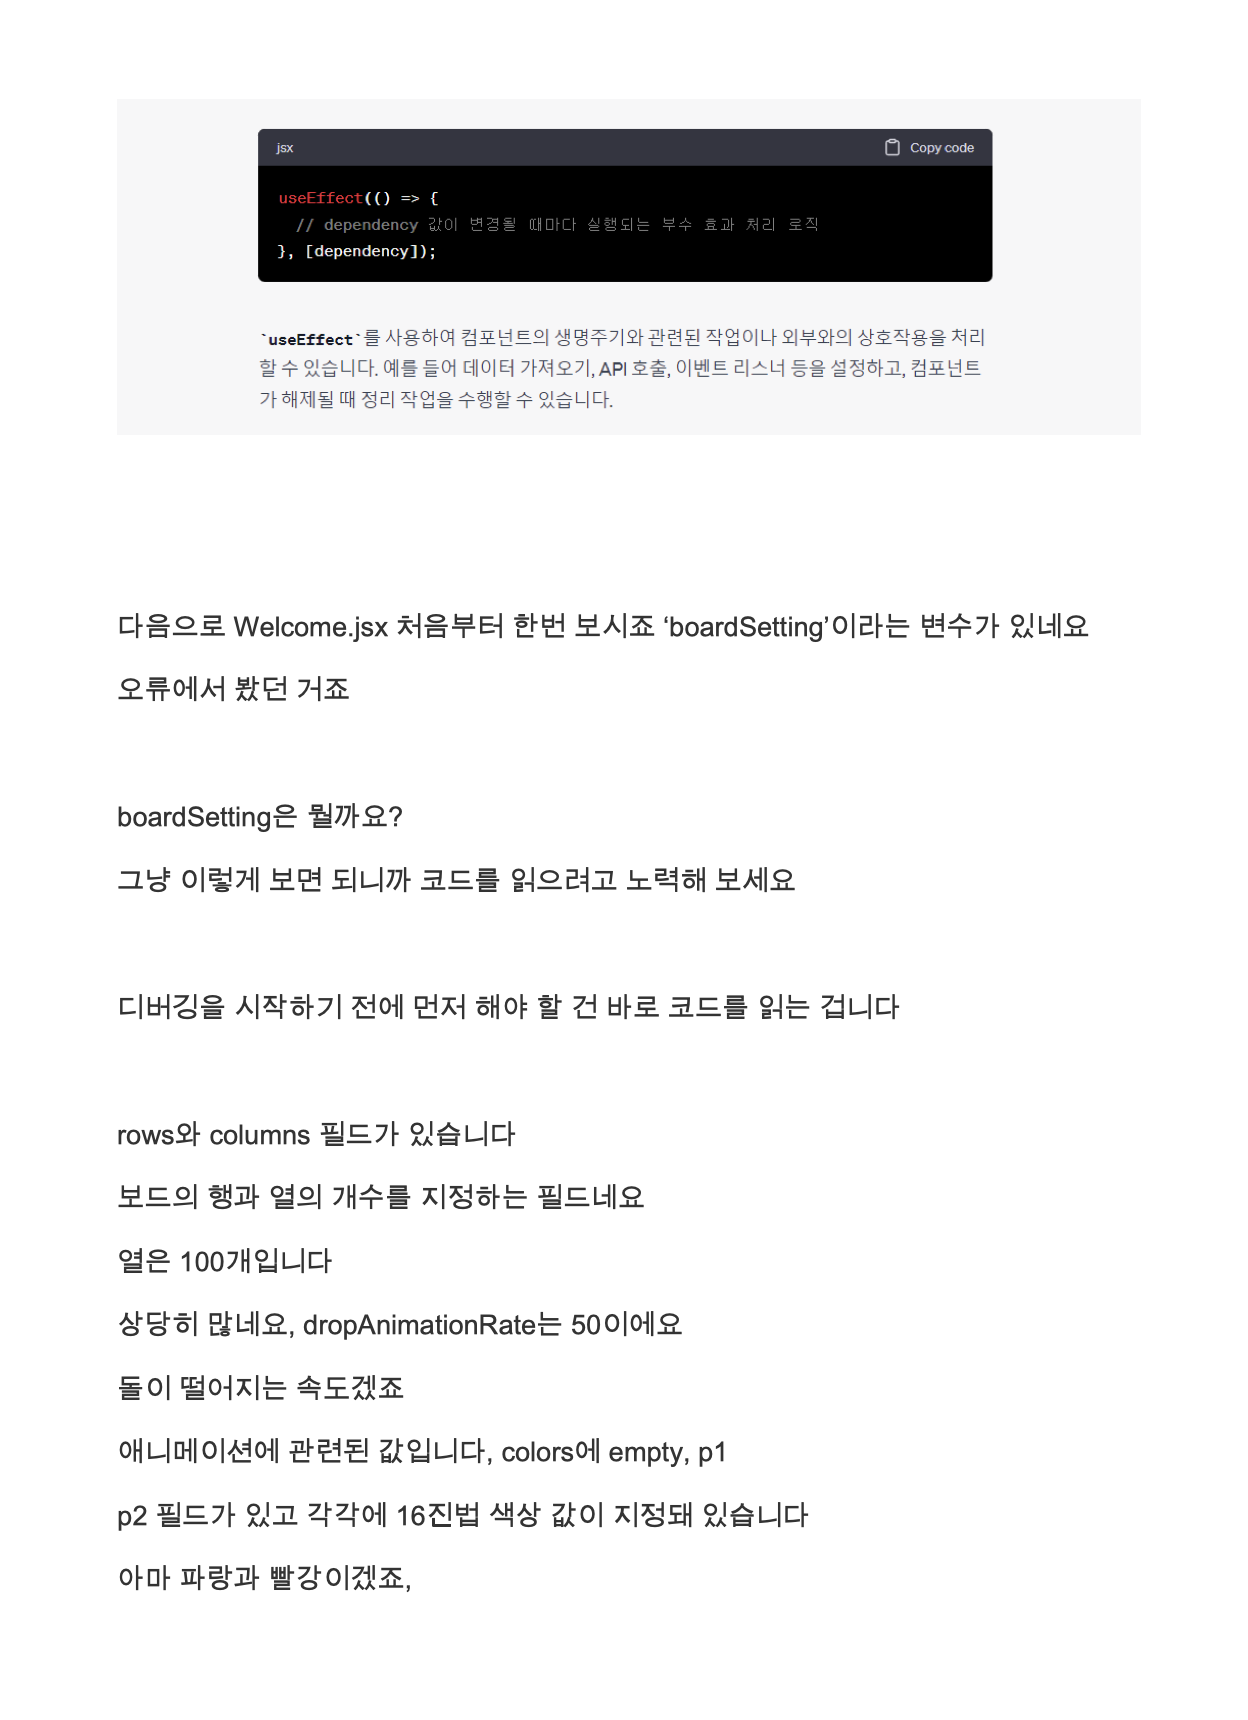 jsx
Copy code
useEffect(() => {
// dependency 값이 변경될 때마다 실행되는 부수 효과 처리 로직
}, [dependency]);
`useEffect`를 사용하여 컴포넌트의 생명주기와 관련된 작업이나 외부와의 상호작용을 처리
할 수 있습니다. 예를 들어 데이터 가져오기, API 호출, 이벤트 리스너 등을 설정하고, 컴포넌트
가 해제될 때 정리 작업을 수행할 수 있습니다.
다음으로 Welcome.jsx 처음부터 한번 보시죠 ‘boardSetting’이라는 변수가 있네요
오류에서 봤던 거죠
boardSetting은 뭘까요?
그냥 이렇게 보면 되니까 코드를 읽으려고 노력해 보세요
디버깅을 시작하기 전에 먼저 해야 할 건 바로 코드를 읽는 겁니다
rows와 columns 필드가 있습니다
보드의 행과 열의 개수를 지정하는 필드네요
열은 100개입니다
상당히 많네요, dropAnimationRate는 50이에요
돌이 떨어지는 속도겠죠
애니메이션에 관련된 값입니다, colors에 empty, p1
p2 필드가 있고 각각에 16진법 색상 값이 지정돼 있습니다
아마 파랑과 빨강이겠죠,